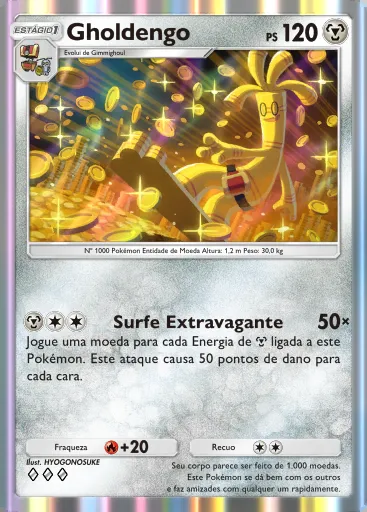 ESTÁGIO 1
Gholdengo
PS 120
Evolui de Gimmighoul
Nº 1000 Pokémon Entidade de Moeda Altura: 1,2 m Peso: 30,0 kg
Surfe Extravagante 50×
Jogue uma moeda para cada Energia de ligada a este
Pokémon. Este ataque causa 50 pontos de dano para
cada cara.
Fraqueza +20
Recuo
Ilust. HYOGONOSUKE
Seu corpo parece ser feito de 1.000 moedas.
Este Pokémon se dá bem com os outros
e faz amizades com qualquer um rapidamente.